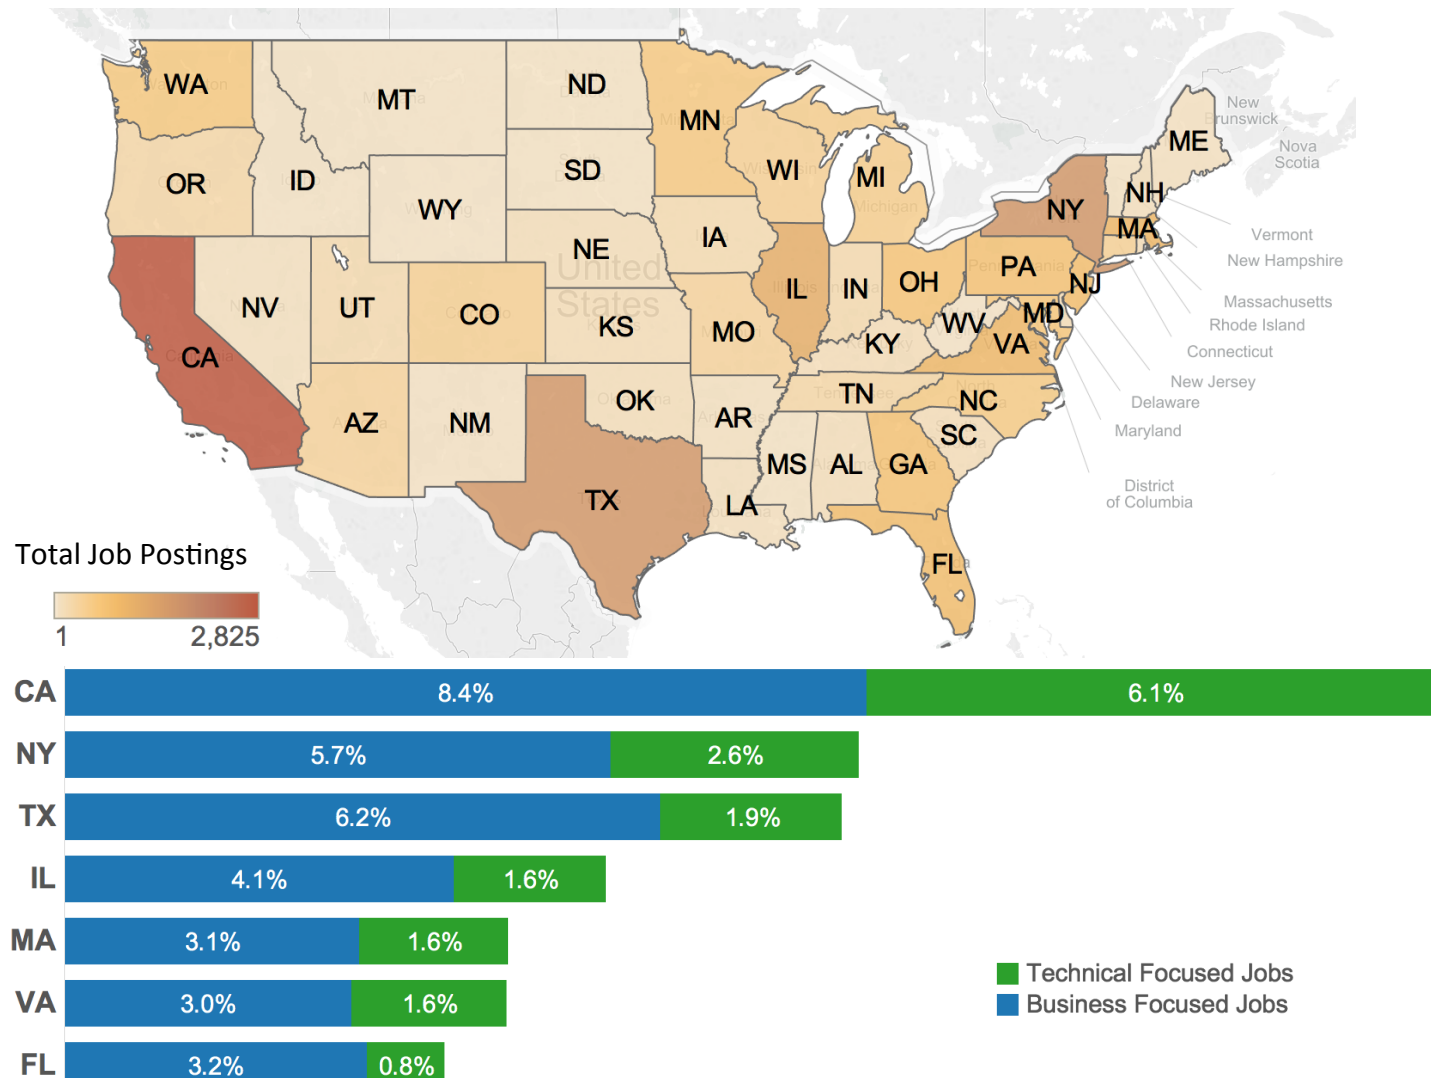 WA
MT
ND
MN
ME
New
Brunswick
Nova
Scotia
OR
ID
SD
WI
MI
Michigan
NH
WY
NY
IA
MA
Vermont
NE
New Hampshire
United
States
PA
NV
UT
CO
IL
IN
OH
NJ
Massachusetts
KS
MO
WV
MD
Rhode Island
CA
KY
VA
Connecticut
New Jersey
TN
NC
Delaware
AZ
NM
OK
AR
SC
Maryland
MS
AL
GA
TX
LA
District
of Columbia
FL
Total Job Postings
1 2,825
CA 8.4% 6.1%
NY 5.7% 2.6%
TX 6.2% 1.9%
IL 4.1% 1.6%
MA 3.1% 1.6%
VA 3.0% 1.6%
FL 3.2% 0.8%
Technical Focused Jobs
Business Focused Jobs